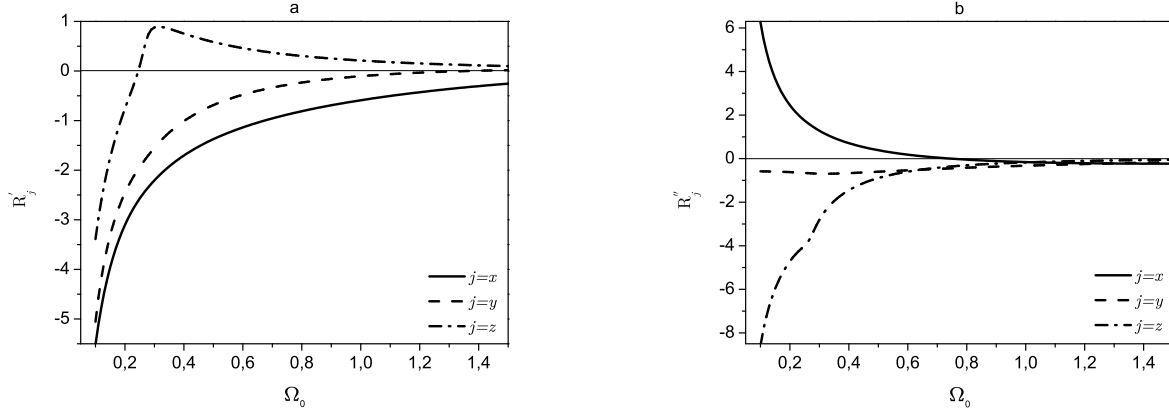 a
R'ⱼ
1
0
-1
-2
-3
-4
-5
0,2 0,4 0,6 0,8 1,0 1,2 1,4
Ω₀
j=x
j=y
j=z
b
R''ⱼ
6
4
2
0
-2
-4
-6
-8
0,2 0,4 0,6 0,8 1,0 1,2 1,4
Ω₀
j=x
j=y
j=z